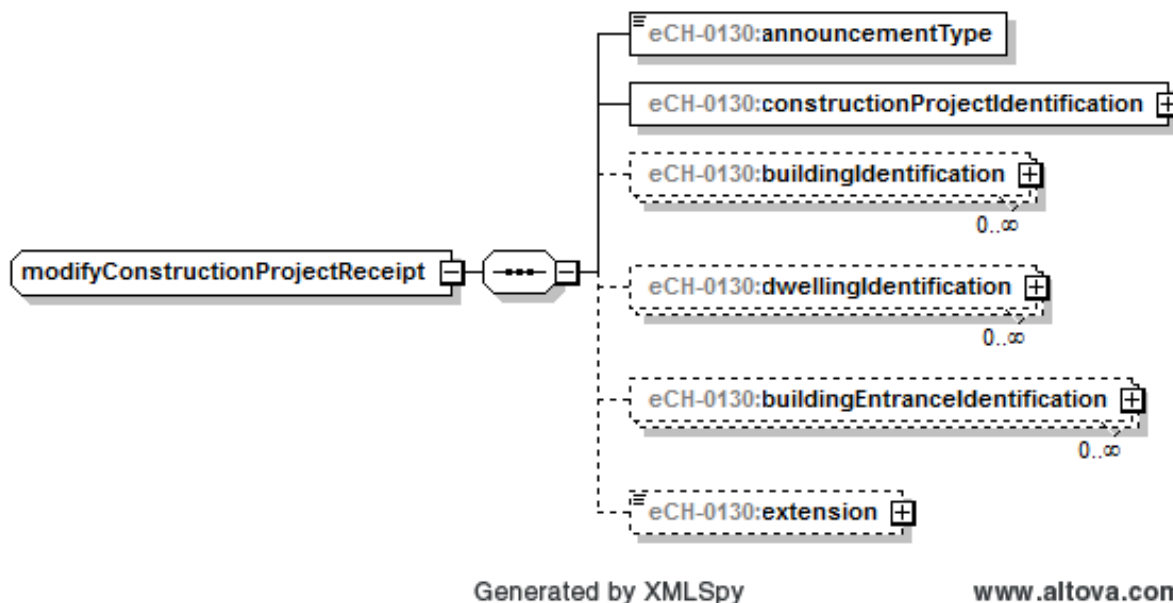 eCH-0130:announcementType
eCH-0130:constructionProjectIdentification
eCH-0130:buildingIdentification
0..∞
modifyConstructionProjectReceipt
eCH-0130:dwellingIdentification
0..∞
eCH-0130:buildingEntranceIdentification
0..∞
eCH-0130:extension
Generated by XMLSpy www.altova.com